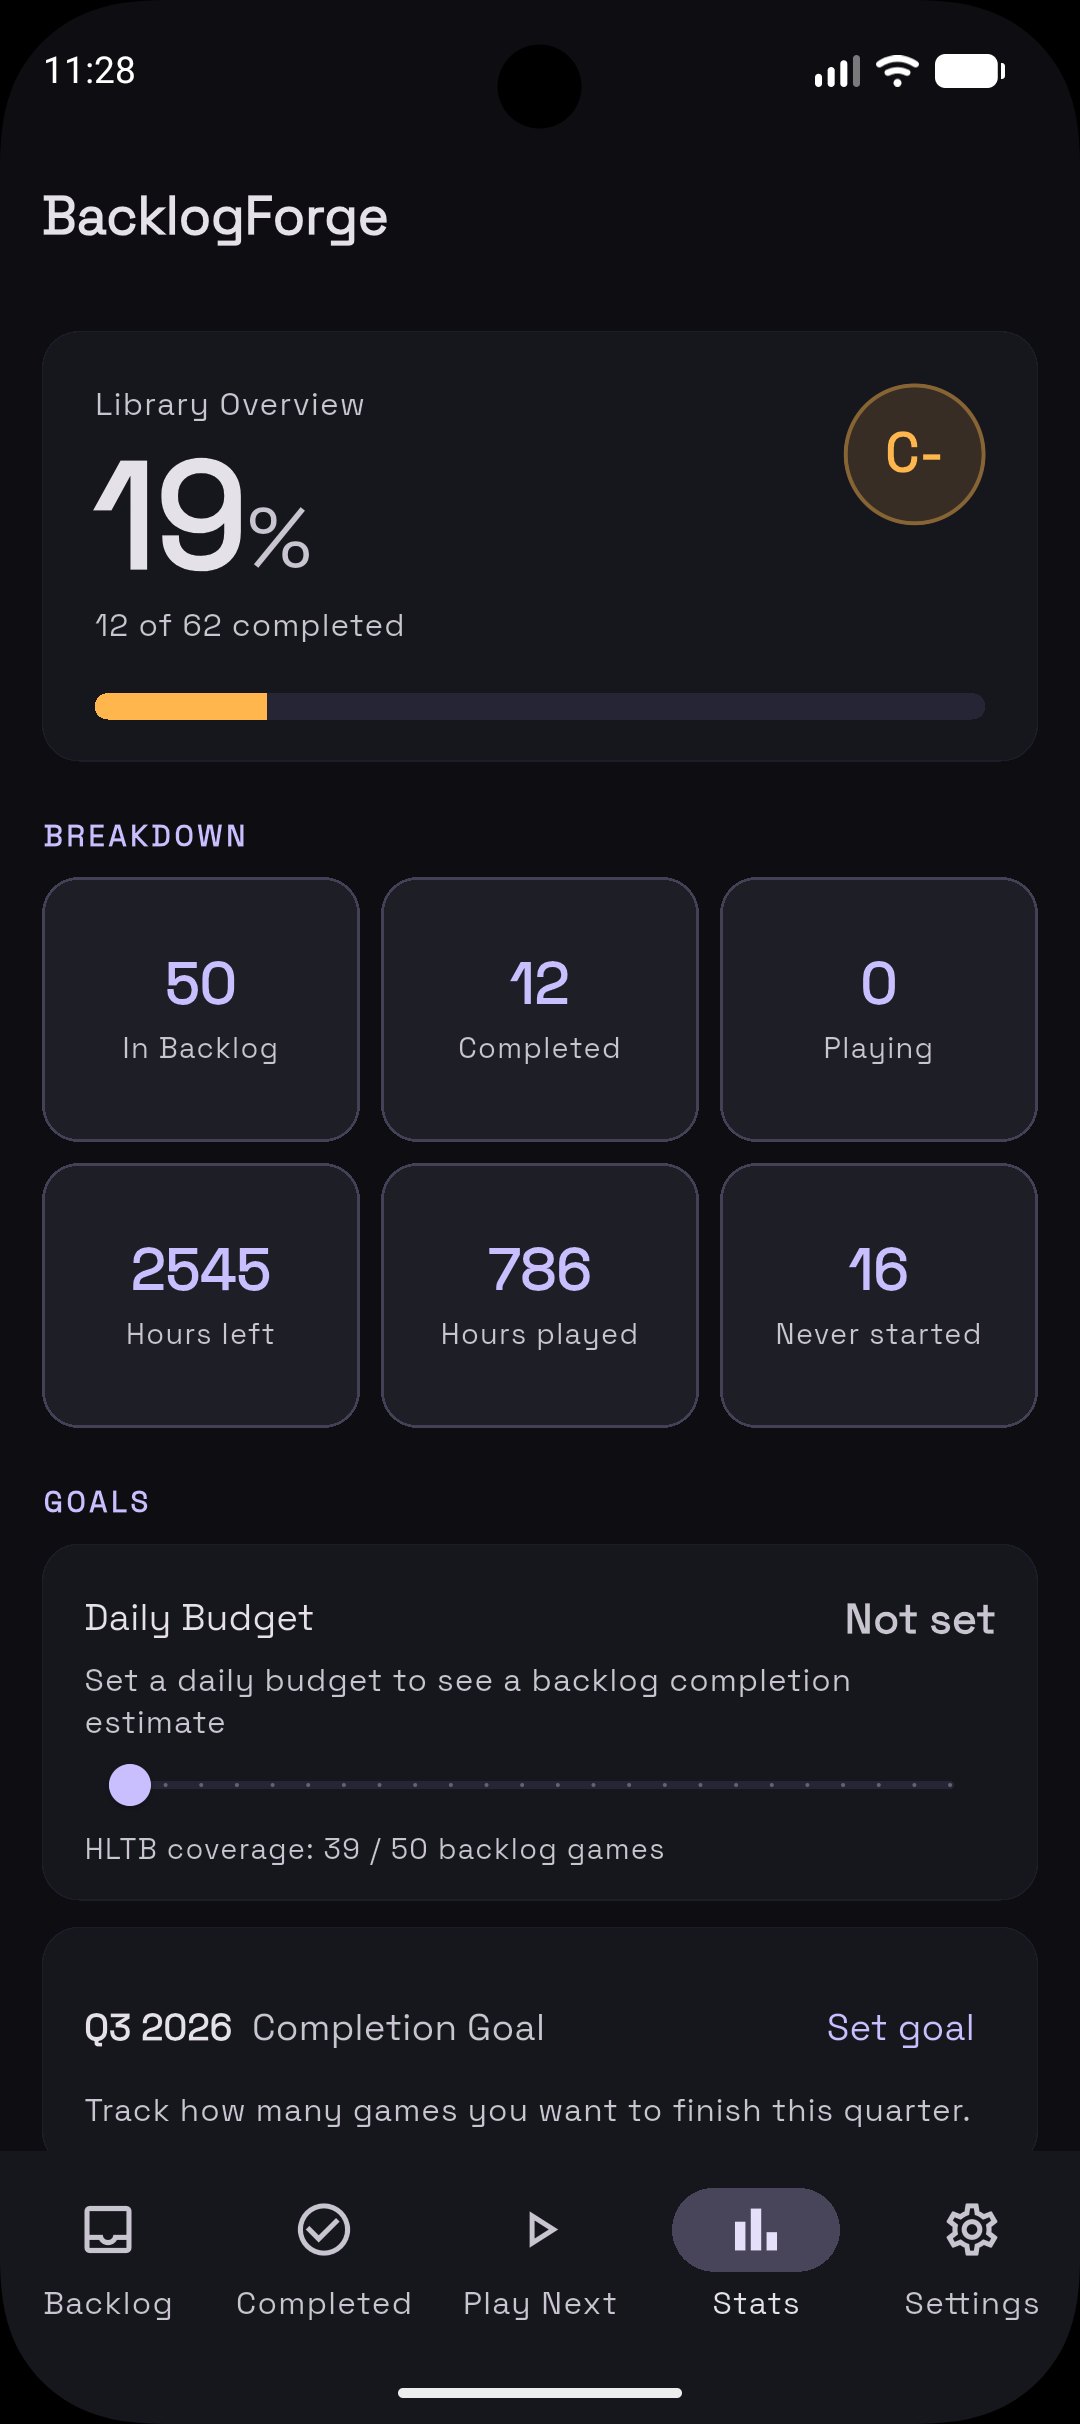 11:28
BacklogForge
Library Overview
C-
19%
12 of 62 completed
BREAKDOWN
50
In Backlog
12
Completed
0
Playing
2545
Hours left
786
Hours played
16
Never started
GOALS
Daily Budget
Not set
Set a daily budget to see a backlog completion
estimate
HLTB coverage: 39 / 50 backlog games
Q3 2026 Completion Goal
Set goal
Track how many games you want to finish this quarter.
Backlog
Completed
Play Next
Stats
Settings